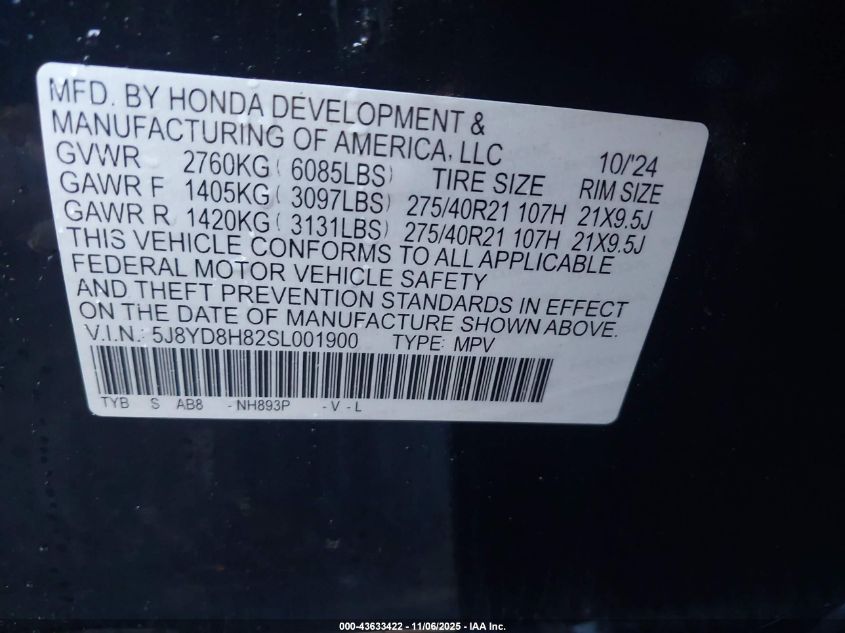 MFD. BY HONDA DEVELOPMENT &
MANUFACTURING OF AMERICA, LLC 10/'24
GVWR 2760KG( 6085LBS) TIRE SIZE RIM SIZE
GAWR F 1405KG( 3097LBS) 275/40R21 107H 21X9.5J
GAWR R 1420KG( 3131LBS) 275/40R21 107H 21X9.5J
THIS VEHICLE CONFORMS TO ALL APPLICABLE
FEDERAL MOTOR VEHICLE SAFETY
AND THEFT PREVENTION STANDARDS IN EFFECT
ON THE DATE OF MANUFACTURE SHOWN ABOVE.
V.I.N.: 5J8YD8H82SL001900 TYPE: MPV
TYB S AB8 -NH893P -V-L
000-43633422 - 11/06/2025 - IAA Inc.